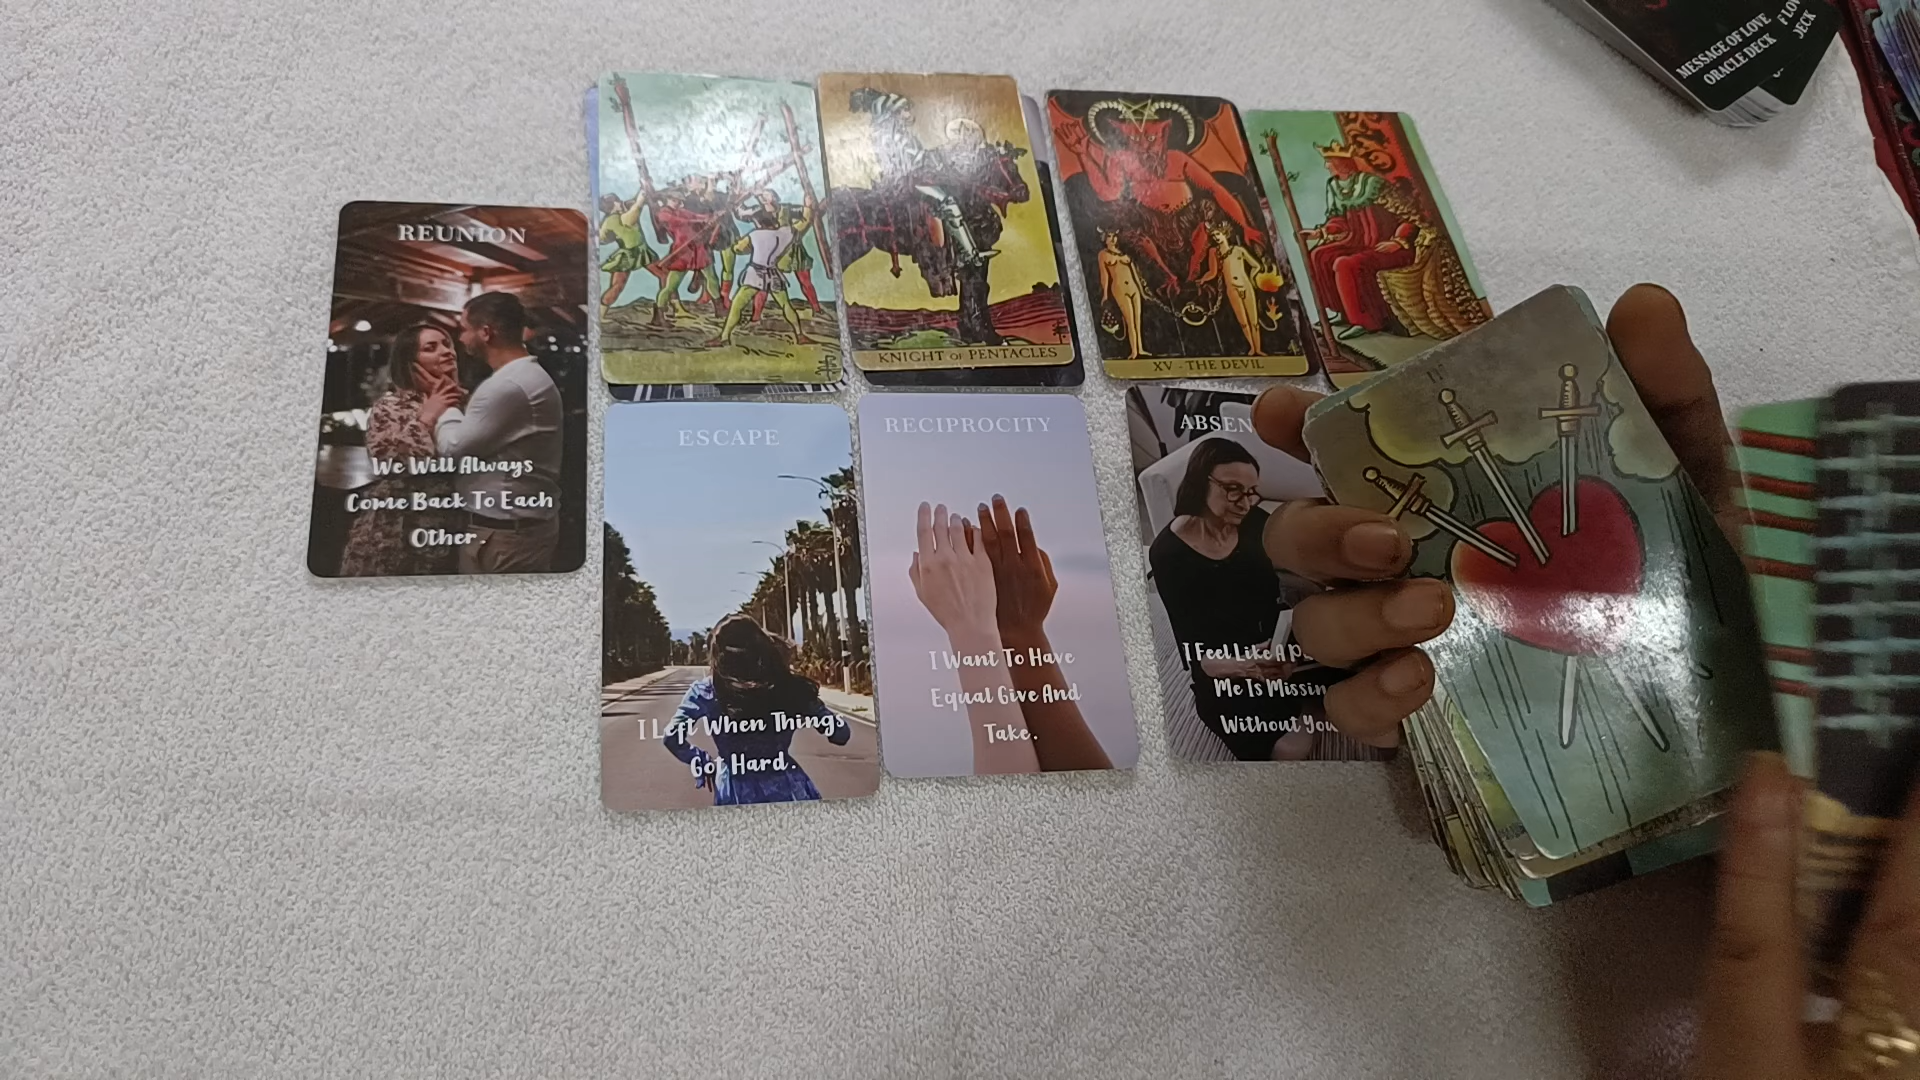 MESSAGE OF LOVE
ORACLE DECK
REUNION
We Will Always
Come Back To Each
Other.
KNIGHT OF PENTACLES
XV - THE DEVIL
ESCAPE
I Left When Things
Got Hard.
RECIPROCITY
I Want To Have
Equal Give And
Take.
ABSEN
I Feel Like A
Me Is Missin
Without You